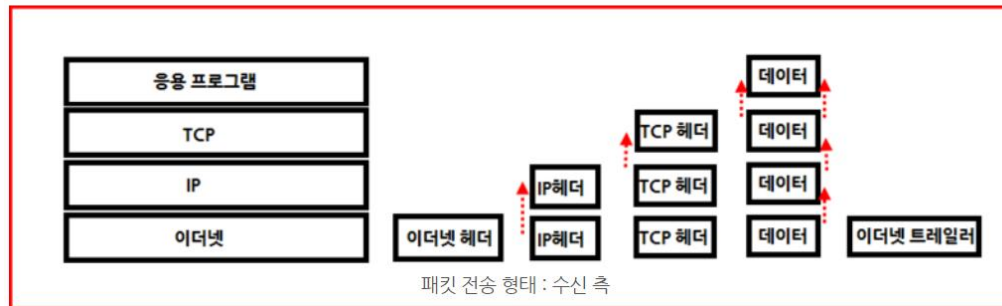 응용 프로그램 데이터
TCP TCP 헤더 데이터
IP IP헤더 TCP 헤더 데이터
이더넷 이더넷 헤더 IP헤더 TCP 헤더 데이터 이더넷 트레일러
패킷 전송 형태 : 수신 측